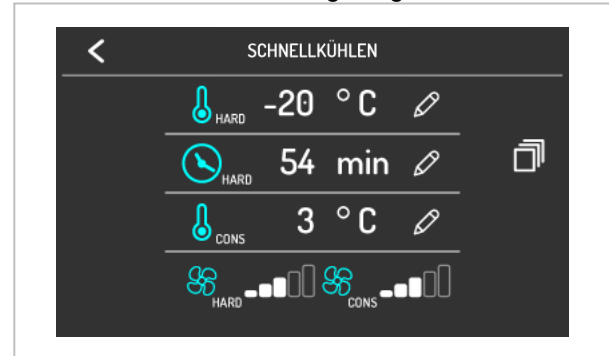 SCHNELLKÜHLEN
HARD -20 °C
HARD 54 min
CONS 3 °C
HARD CONS